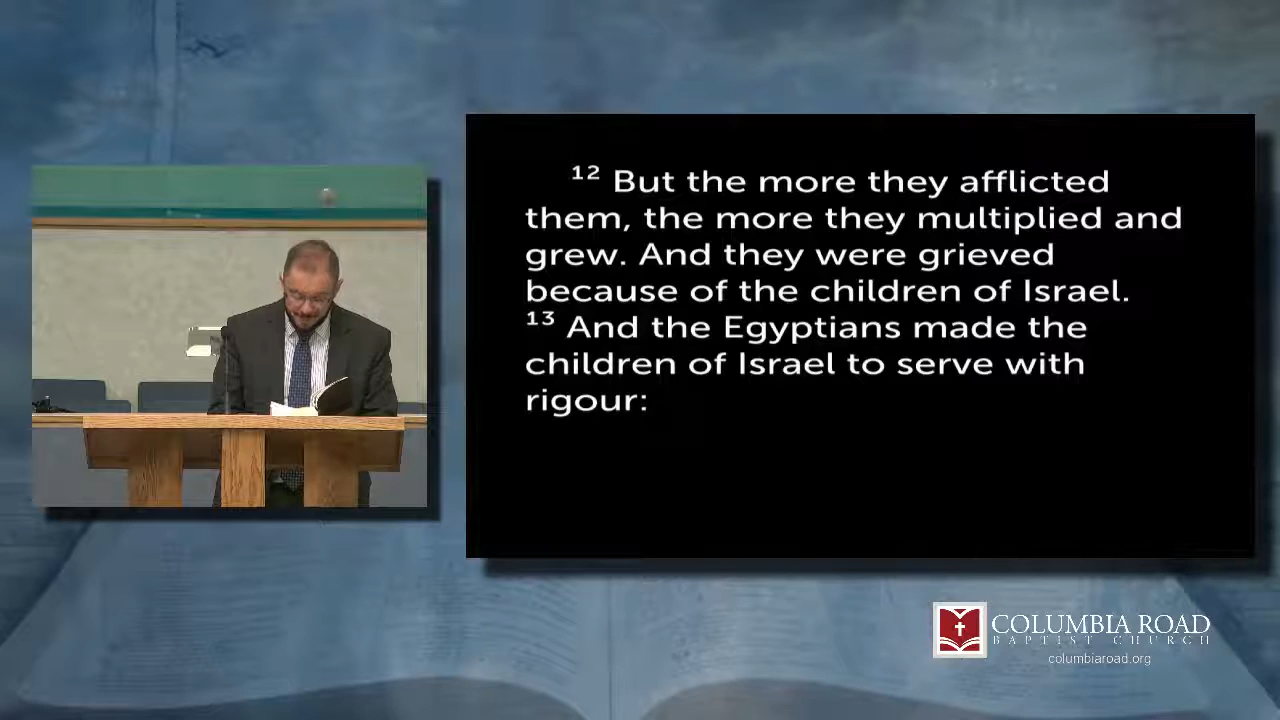 12 But the more they afflicted
them, the more they multiplied and
grew. And they were grieved
because of the children of Israel.
13 And the Egyptians made the
children of Israel to serve with
rigour:
COLUMBIA ROAD
BAPTIST CHURCH
columbiaroad.org